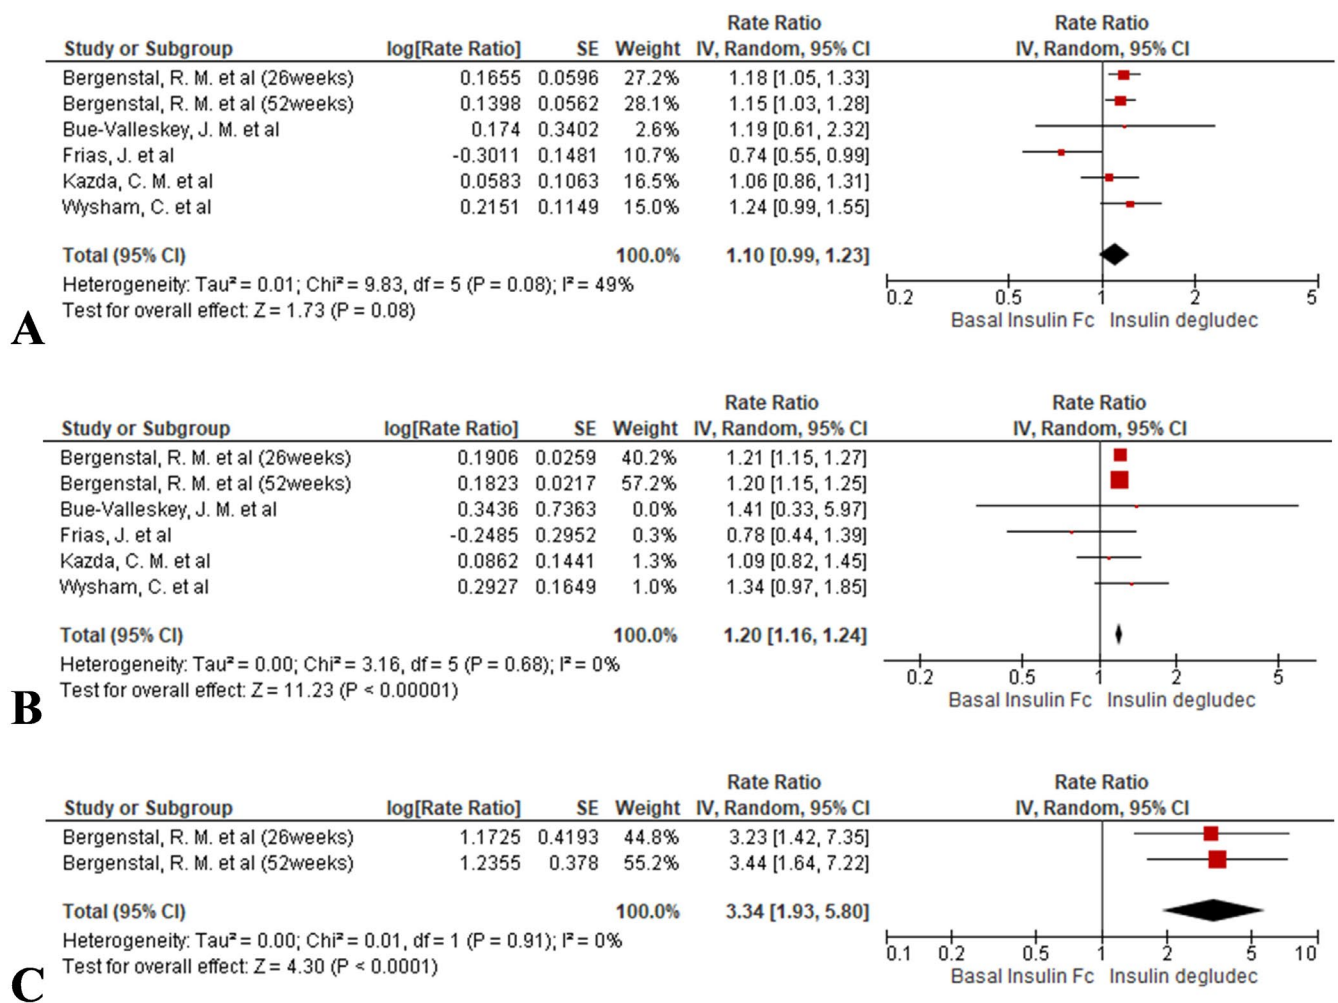 Rate Ratio Rate Ratio
Study or Subgroup log[Rate Ratio] SE Weight IV, Random, 95% CI IV, Random, 95% CI
Bergenstal, R. M. et al (26weeks) 0.1655 0.0596 27.2% 1.18 [1.05, 1.33]
Bergenstal, R. M. et al (52weeks) 0.1398 0.0562 28.1% 1.15 [1.03, 1.28]
Bue-Valleskey, J. M. et al 0.174 0.3402 2.6% 1.19 [0.61, 2.32]
Frias, J. et al -0.3011 0.1481 10.7% 0.74 [0.55, 0.99]
Kazda, C. M. et al 0.0583 0.1063 16.5% 1.06 [0.86, 1.31]
Wysham, C. et al 0.2151 0.1149 15.0% 1.24 [0.99, 1.55]
Total (95% CI) 100.0% 1.10 [0.99, 1.23]
Heterogeneity: Tau² = 0.01; Chi² = 9.83, df = 5 (P = 0.08); I² = 49%
0.2 0.5 1 2 5
Test for overall effect: Z = 1.73 (P = 0.08)
Basal Insulin Fc Insulin degludec
A
Rate Ratio Rate Ratio
Study or Subgroup log[Rate Ratio] SE Weight IV, Random, 95% CI IV, Random, 95% CI
Bergenstal, R. M. et al (26weeks) 0.1906 0.0259 40.2% 1.21 [1.15, 1.27]
Bergenstal, R. M. et al (52weeks) 0.1823 0.0217 57.2% 1.20 [1.15, 1.25]
Bue-Valleskey, J. M. et al 0.3436 0.7363 0.0% 1.41 [0.33, 5.97]
Frias, J. et al -0.2485 0.2952 0.3% 0.78 [0.44, 1.39]
Kazda, C. M. et al 0.0862 0.1441 1.3% 1.09 [0.82, 1.45]
Wysham, C. et al 0.2927 0.1649 1.0% 1.34 [0.97, 1.85]
Total (95% CI) 100.0% 1.20 [1.16, 1.24]
Heterogeneity: Tau² = 0.00; Chi² = 3.16, df = 5 (P = 0.68); I² = 0%
0.2 0.5 1 2 5
Test for overall effect: Z = 11.23 (P < 0.00001)
Basal Insulin Fc Insulin degludec
B
Rate Ratio Rate Ratio
Study or Subgroup log[Rate Ratio] SE Weight IV, Random, 95% CI IV, Random, 95% CI
Bergenstal, R. M. et al (26weeks) 1.1725 0.4193 44.8% 3.23 [1.42, 7.35]
Bergenstal, R. M. et al (52weeks) 1.2355 0.378 55.2% 3.44 [1.64, 7.22]
Total (95% CI) 100.0% 3.34 [1.93, 5.80]
Heterogeneity: Tau² = 0.00; Chi² = 0.01, df = 1 (P = 0.91); I² = 0%
0.1 0.2 0.5 1 2 5 10
Test for overall effect: Z = 4.30 (P < 0.0001)
Basal Insulin Fc Insulin degludec
C